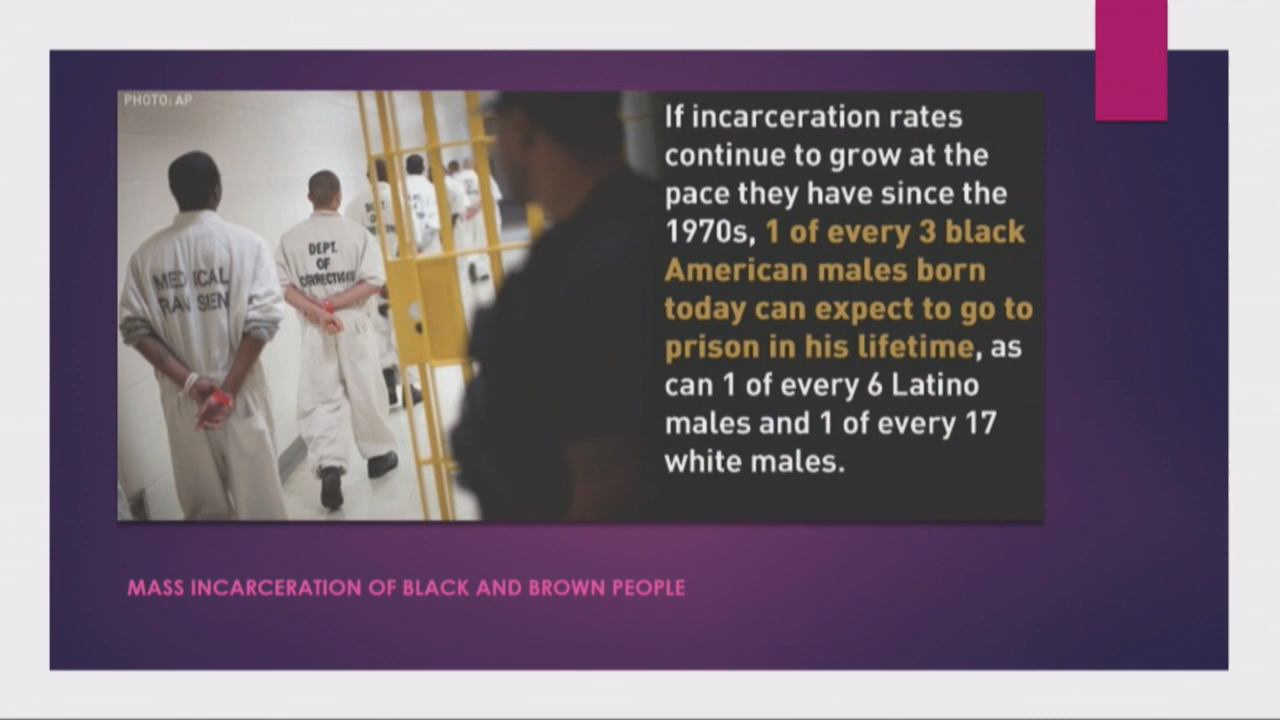 PHOTO: AP
If incarceration rates
continue to grow at the
pace they have since the
1970s, 1 of every 3 black
American males born
today can expect to go to
prison in his lifetime, as
can 1 of every 6 Latino
males and 1 of every 17
white males.
MEDICAL
TRANSIENT
DEPT.
OF
CORRECTIONS
MASS INCARCERATION OF BLACK AND BROWN PEOPLE